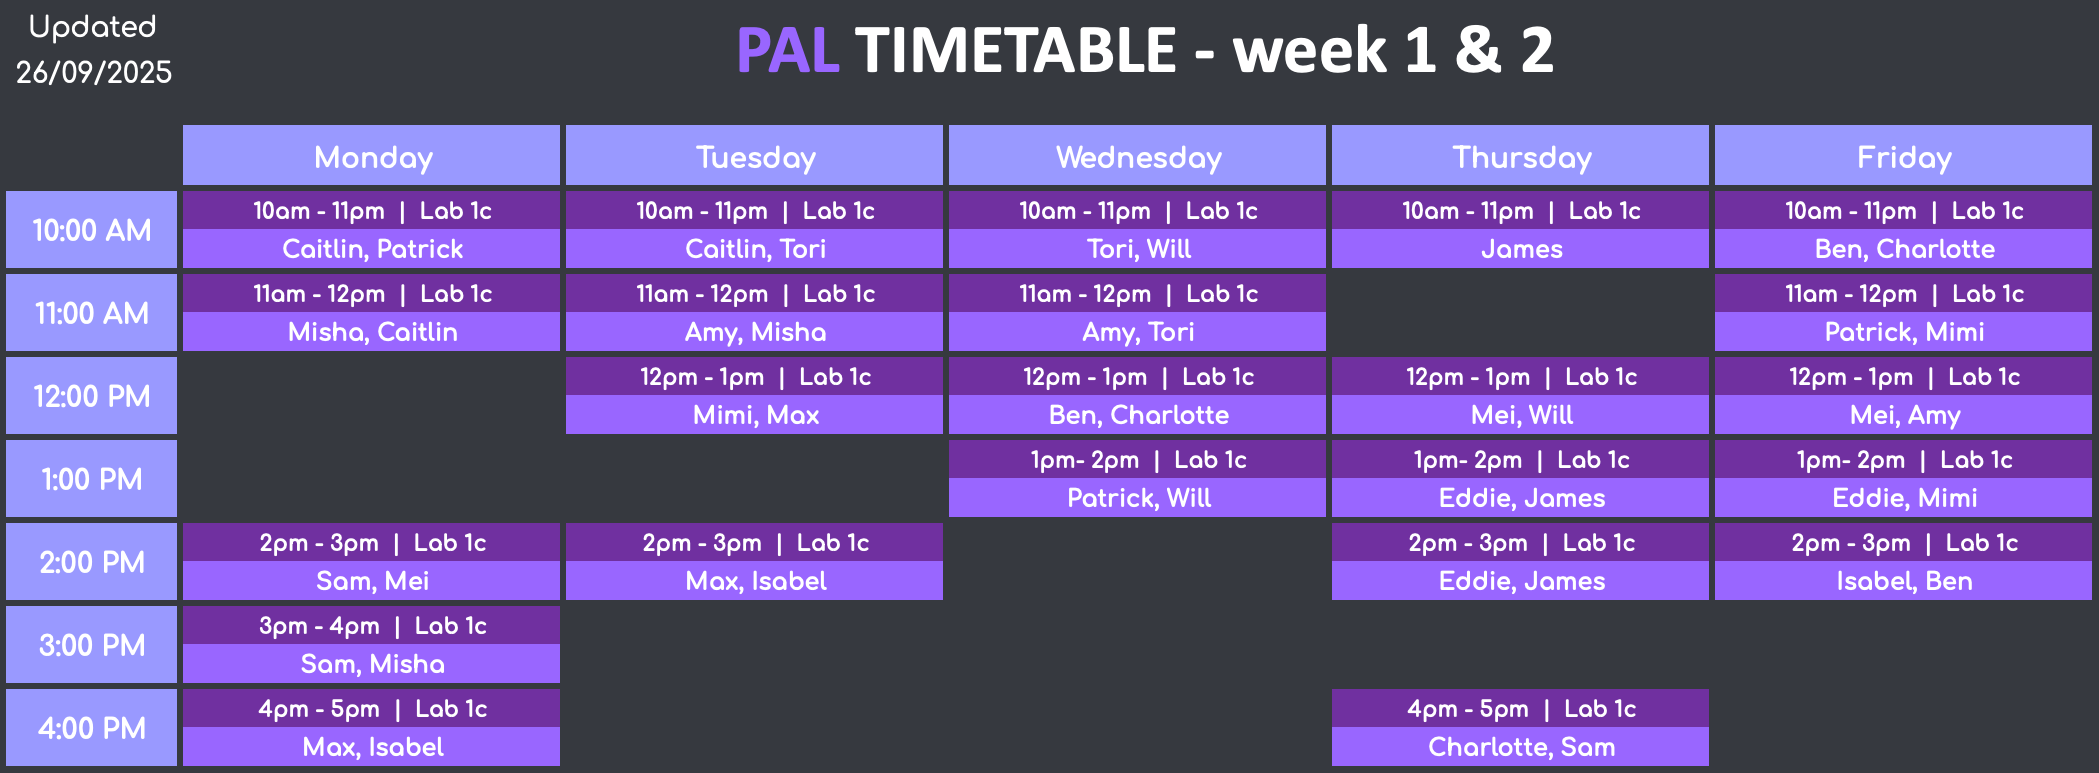 Updated
26/09/2025
PAL TIMETABLE - week 1 & 2
Monday
Tuesday
Wednesday
Thursday
Friday
10:00 AM
10am - 11pm | Lab 1c
Caitlin, Patrick
10am - 11pm | Lab 1c
Caitlin, Tori
10am - 11pm | Lab 1c
Tori, Will
10am - 11pm | Lab 1c
James
10am - 11pm | Lab 1c
Ben, Charlotte
11:00 AM
11am - 12pm | Lab 1c
Misha, Caitlin
11am - 12pm | Lab 1c
Amy, Misha
11am - 12pm | Lab 1c
Amy, Tori
11am - 12pm | Lab 1c
Patrick, Mimi
12:00 PM
12pm - 1pm | Lab 1c
Mimi, Max
12pm - 1pm | Lab 1c
Ben, Charlotte
12pm - 1pm | Lab 1c
Mei, Will
12pm - 1pm | Lab 1c
Mei, Amy
1:00 PM
1pm- 2pm | Lab 1c
Patrick, Will
1pm- 2pm | Lab 1c
Eddie, James
1pm- 2pm | Lab 1c
Eddie, Mimi
2:00 PM
2pm - 3pm | Lab 1c
Sam, Mei
2pm - 3pm | Lab 1c
Max, Isabel
2pm - 3pm | Lab 1c
Eddie, James
2pm - 3pm | Lab 1c
Isabel, Ben
3:00 PM
3pm - 4pm | Lab 1c
Sam, Misha
4:00 PM
4pm - 5pm | Lab 1c
Max, Isabel
4pm - 5pm | Lab 1c
Charlotte, Sam